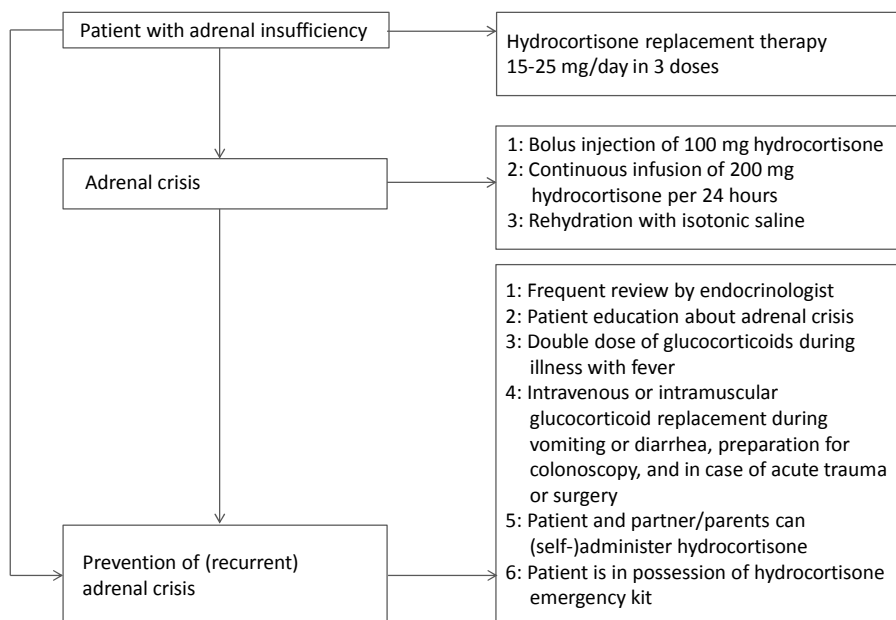 Patient with adrenal insufficiency
Hydrocortisone replacement therapy
15-25 mg/day in 3 doses
Adrenal crisis
1: Bolus injection of 100 mg hydrocortisone
2: Continuous infusion of 200 mg
hydrocortisone per 24 hours
3: Rehydration with isotonic saline
Prevention of (recurrent)
adrenal crisis
1: Frequent review by endocrinologist
2: Patient education about adrenal crisis
3: Double dose of glucocorticoids during
illness with fever
4: Intravenous or intramuscular
glucocorticoid replacement during
vomiting or diarrhea, preparation for
colonoscopy, and in case of acute trauma
or surgery
5: Patient and partner/parents can
(self-)administer hydrocortisone
6: Patient is in possession of hydrocortisone
emergency kit